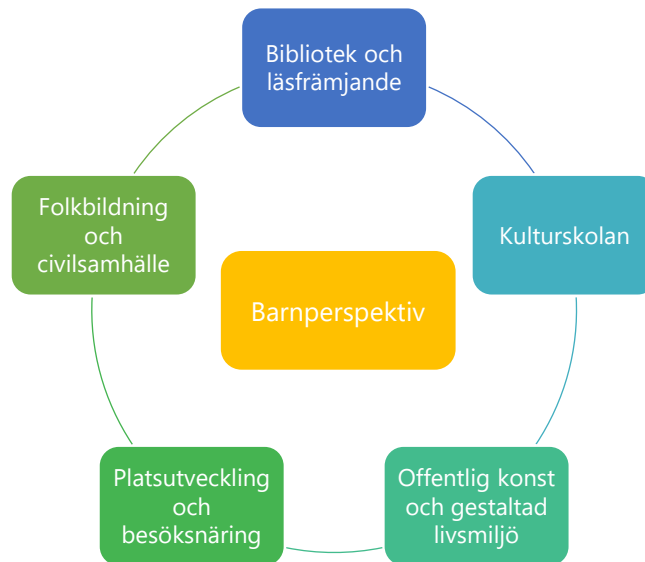 Bibliotek och
läsfrämjande
Kulturskolan
Offentlig konst
och gestaltad
livsmiljö
Platsutveckling
och
besöksnäring
Folkbildning
och
civilsamhälle
Barnperspektiv